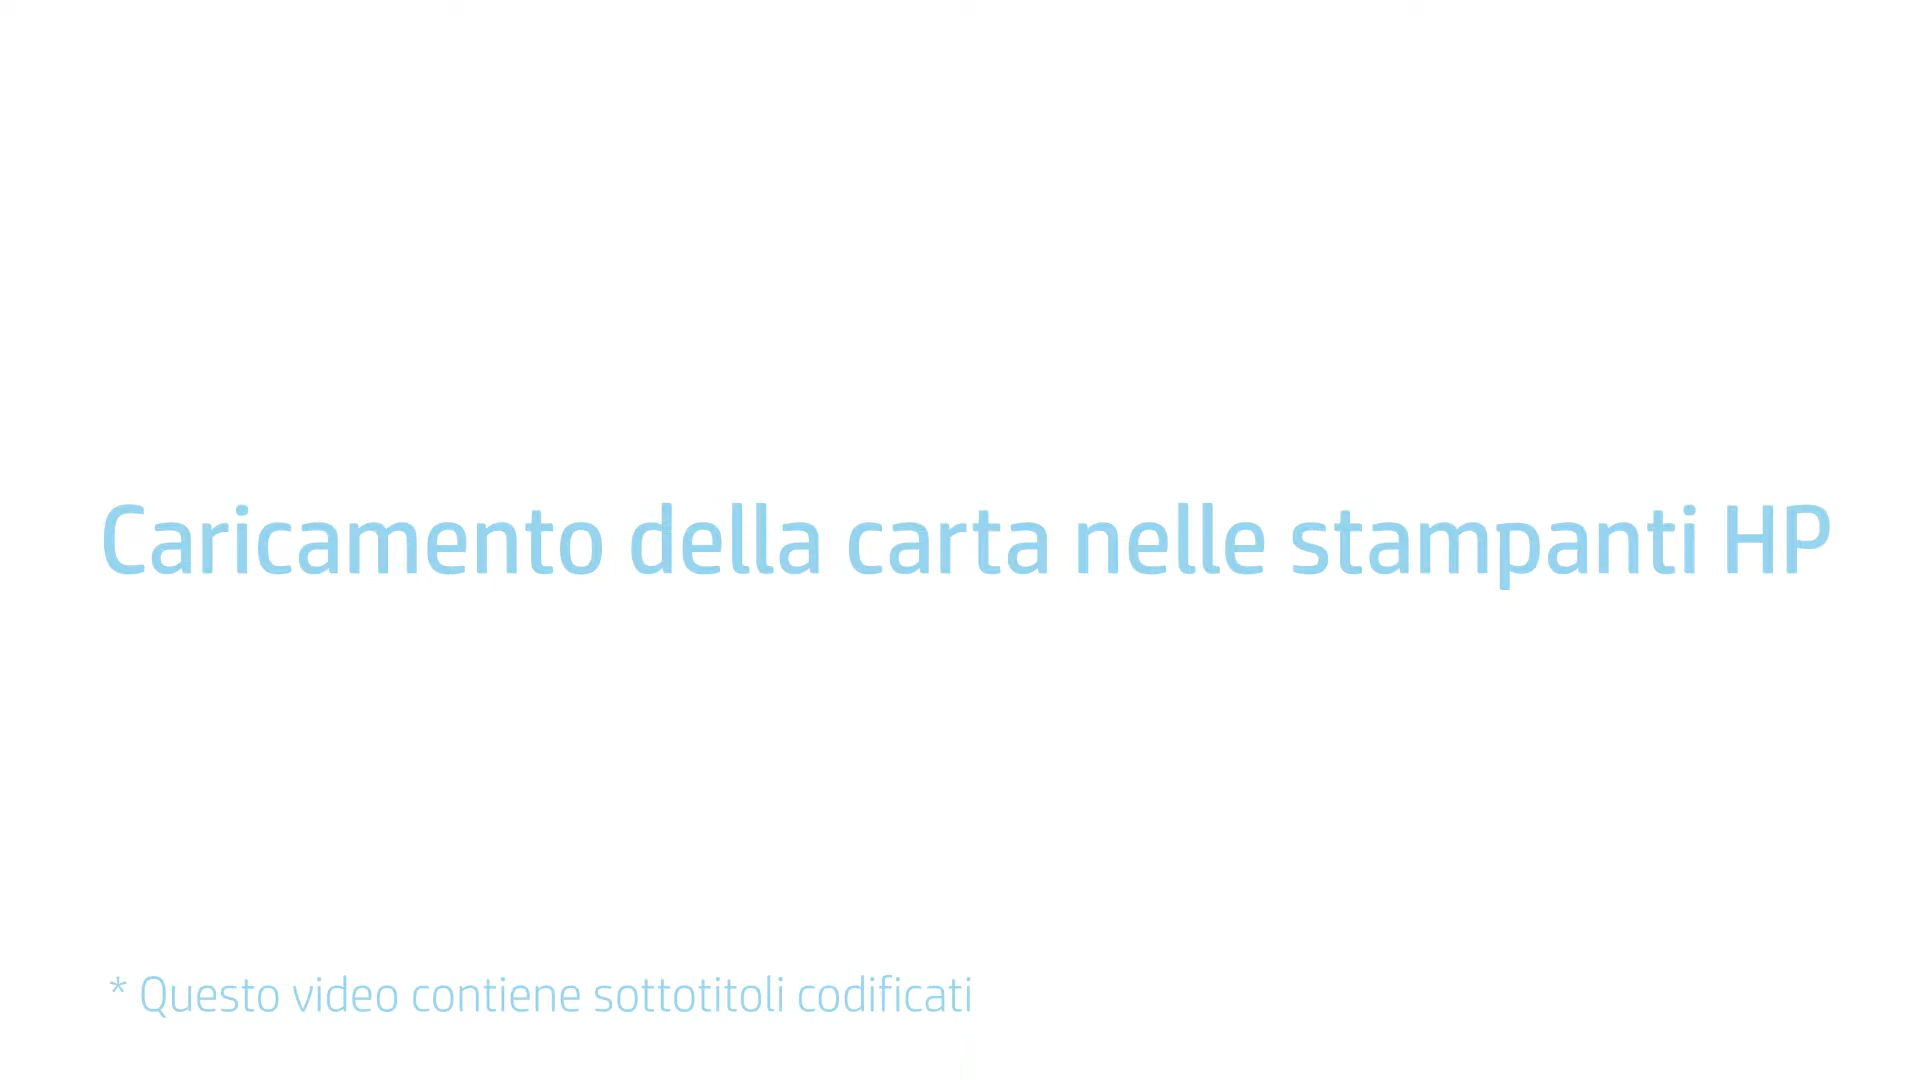 Caricamento della carta nelle stampanti HP
* Questo video contiene sottotitoli codificati